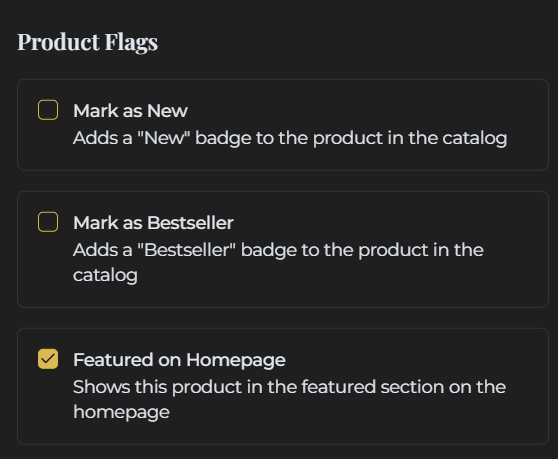 Product Flags
Mark as New
Adds a "New" badge to the product in the catalog
Mark as Bestseller
Adds a "Bestseller" badge to the product in the
catalog
Featured on Homepage
Shows this product in the featured section on the
homepage